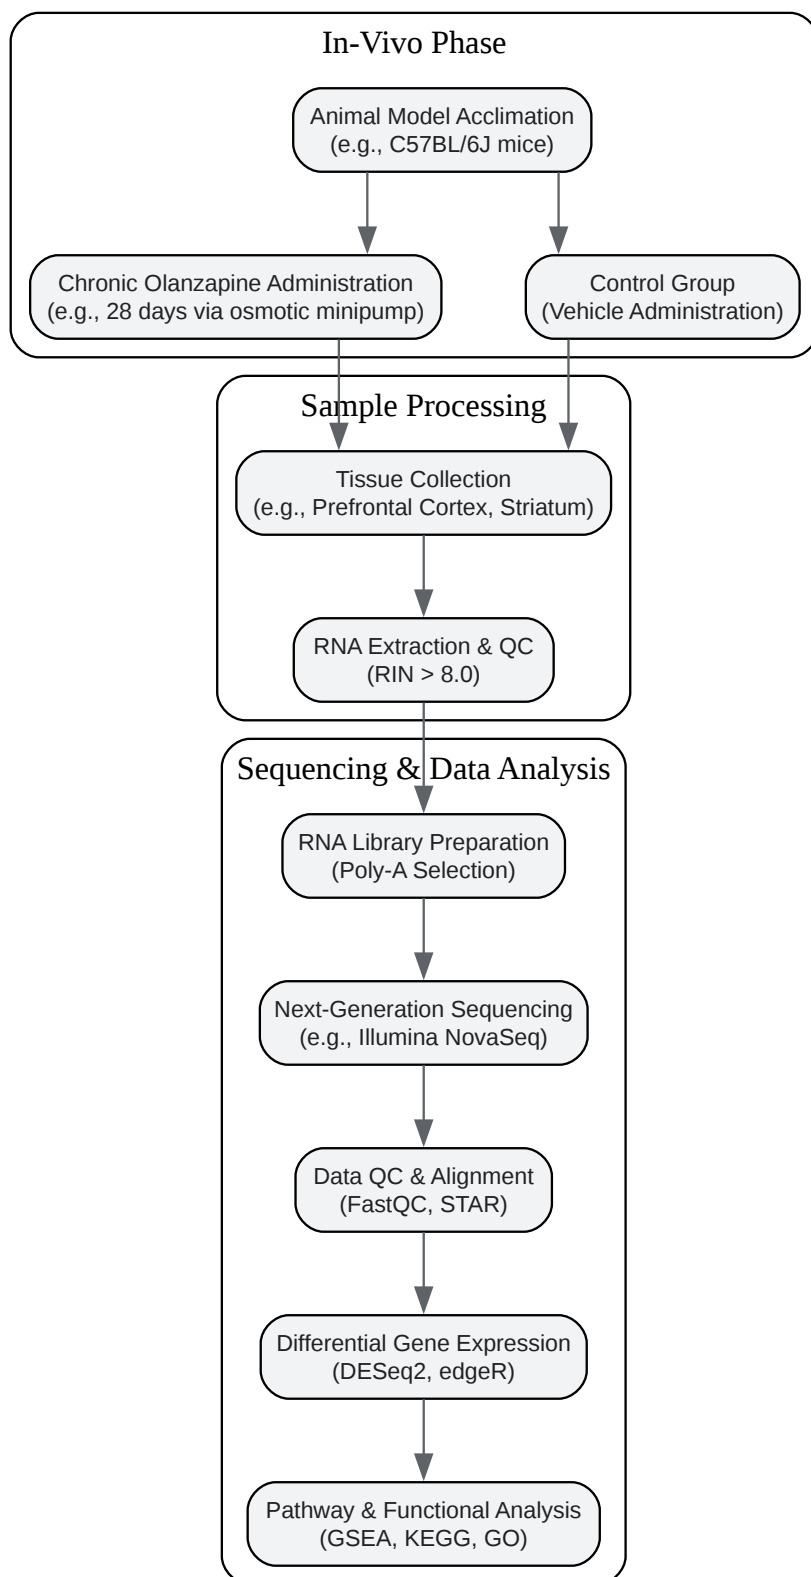 In-Vivo Phase
Animal Model Acclimation
(e.g., C57BL/6J mice)
Chronic Olanzapine Administration
(e.g., 28 days via osmotic minipump)
Control Group
(Vehicle Administration)
Sample Processing
Tissue Collection
(e.g., Prefrontal Cortex, Striatum)
RNA Extraction & QC
(RIN > 8.0)
Sequencing & Data Analysis
RNA Library Preparation
(Poly-A Selection)
Next-Generation Sequencing
(e.g., Illumina NovaSeq)
Data QC & Alignment
(FastQC, STAR)
Differential Gene Expression
(DESeq2, edgeR)
Pathway & Functional Analysis
(GSEA, KEGG, GO)